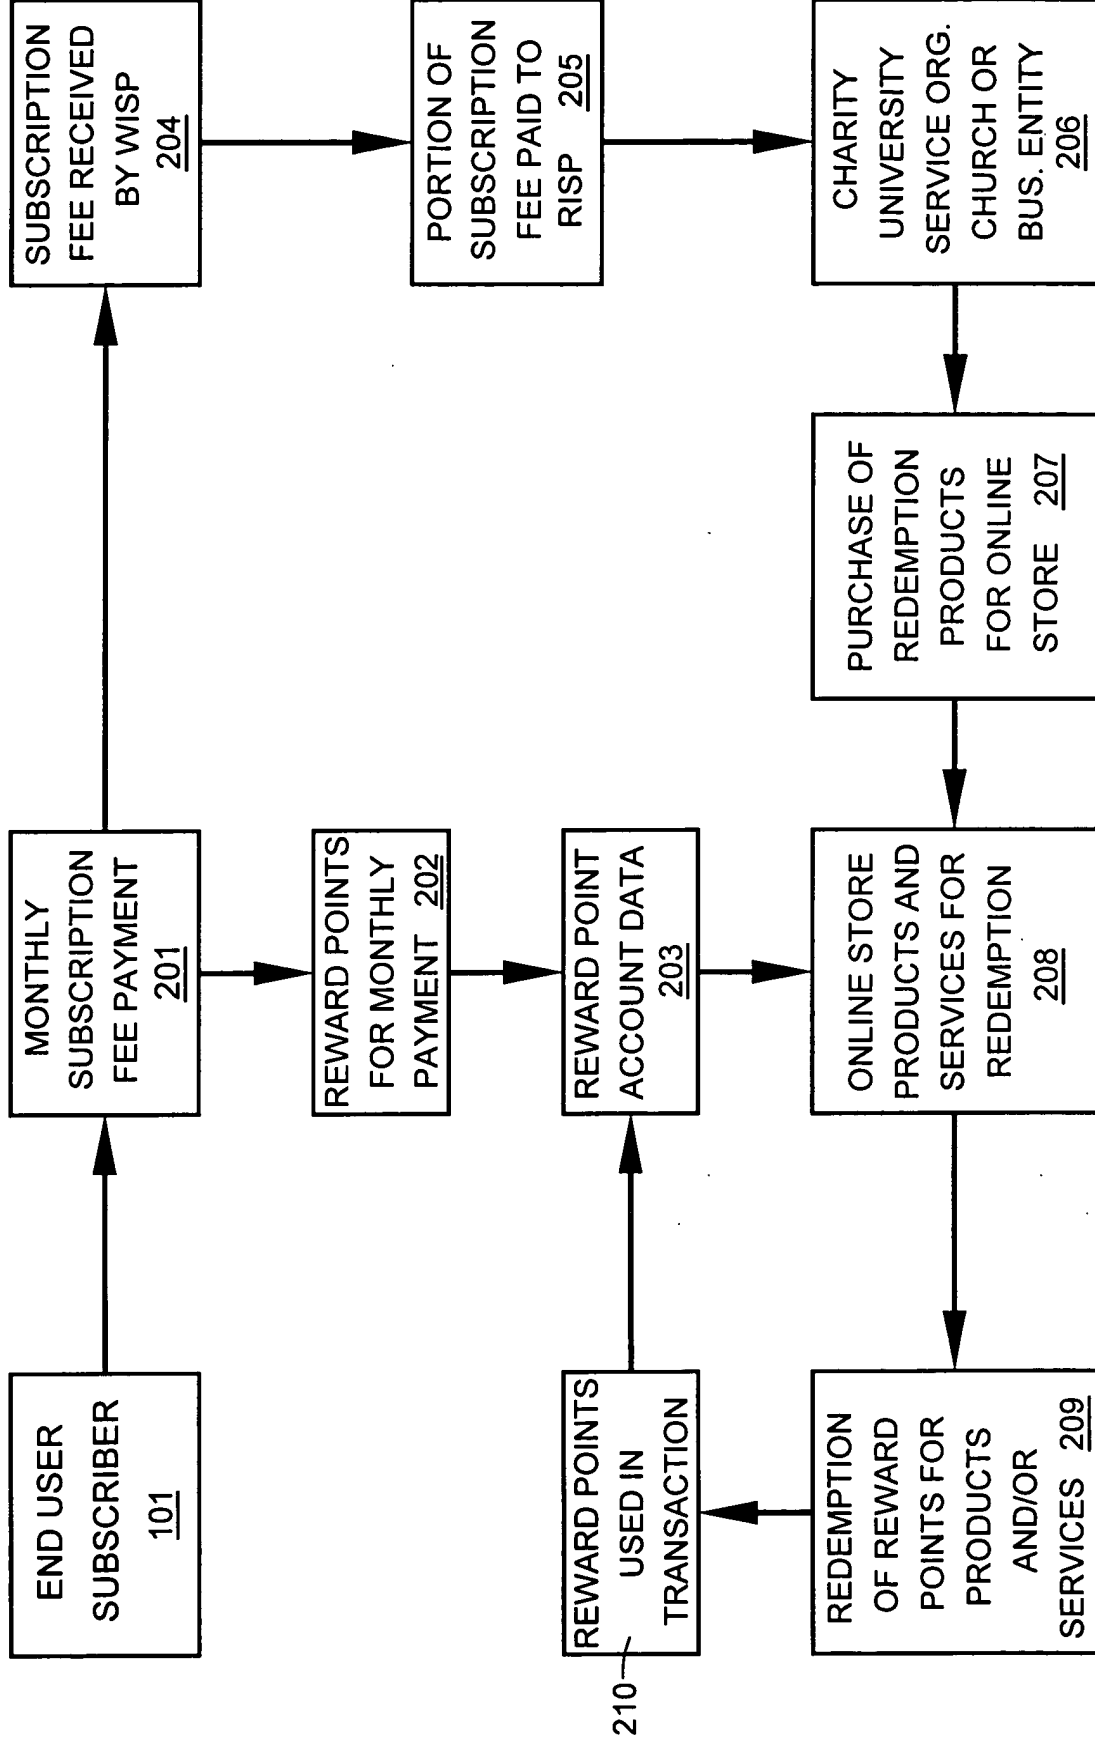 END USER
SUBSCRIBER
101
MONTHLY
SUBSCRIPTION
FEE PAYMENT
201
SUBSCRIPTION
FEE RECEIVED
BY WISP
204
REWARD POINTS
FOR MONTHLY
PAYMENT 202
PORTION OF
SUBSCRIPTION
FEE PAID TO
RISP 205
210
REWARD POINTS
USED IN
TRANSACTION
REWARD POINT
ACCOUNT DATA
203
REDEMPTION
OF REWARD
POINTS FOR
PRODUCTS
AND/OR
SERVICES 209
ONLINE STORE
PRODUCTS AND
SERVICES FOR
REDEMPTION
208
PURCHASE OF
REDEMPTION
PRODUCTS
FOR ONLINE
STORE 207
CHARITY
UNIVERSITY
SERVICE ORG.
CHURCH OR
BUS. ENTITY
206